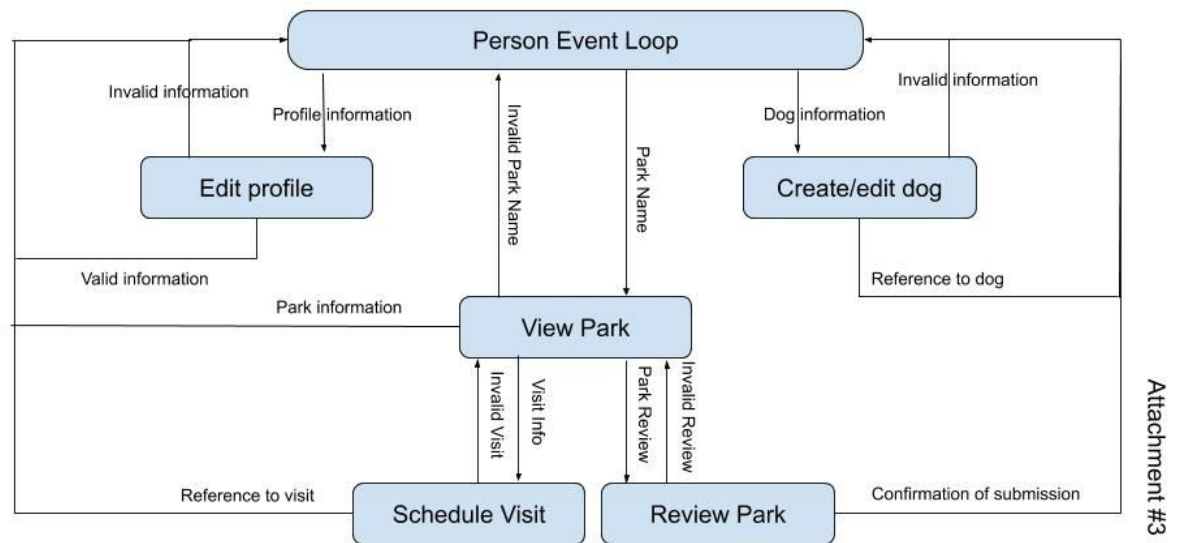 Person Event Loop
Invalid information
Invalid information
Profile information
Dog information
Invalid Park Name
Park Name
Edit profile
Create/edit dog
Valid information
Reference to dog
Park information
View Park
Invalid Visit
Visit Info
Park Review
Invalid Review
Attachment #3
Reference to visit
Confirmation of submission
Schedule Visit
Review Park